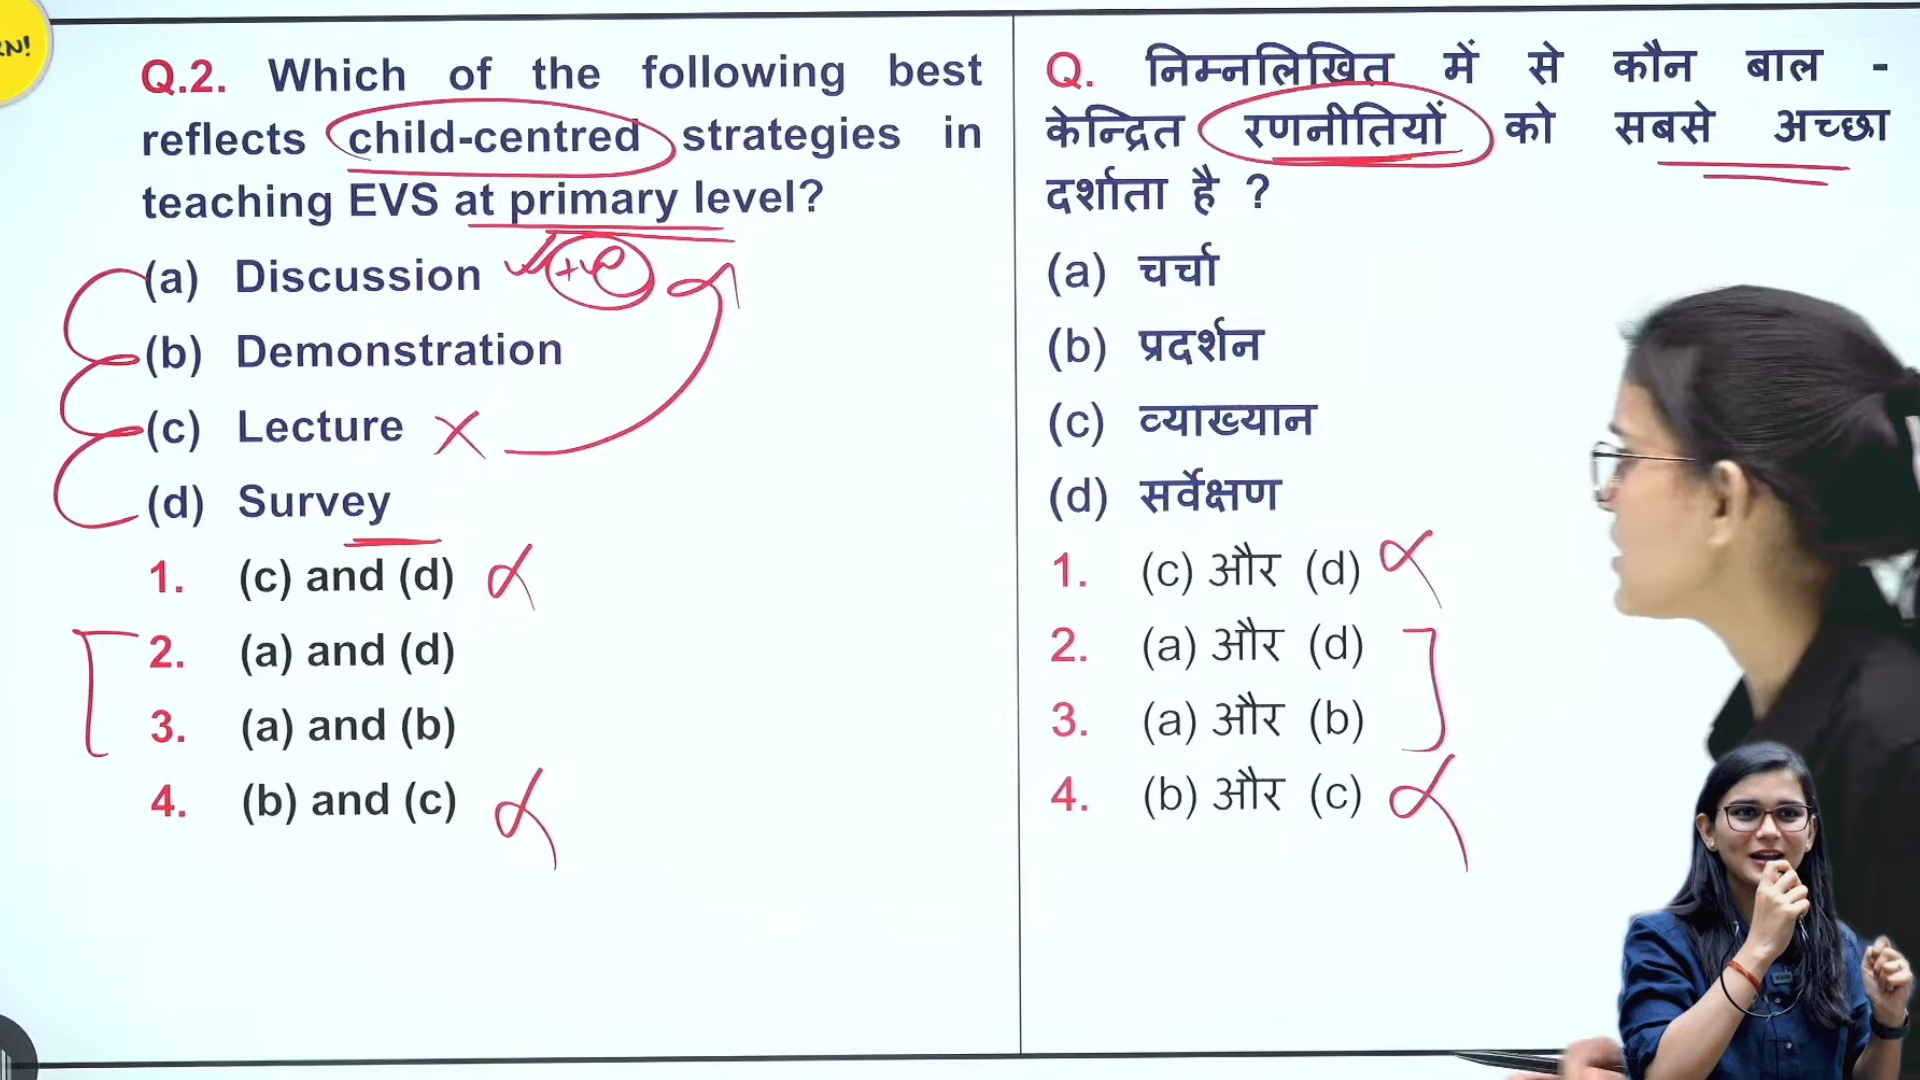 RN!
Q.2. Which of the following best
reflects child-centred strategies in
teaching EVS at primary level?
(a) Discussion +ve
(b) Demonstration
(c) Lecture
(d) Survey
1. (c) and (d)
2. (a) and (d)
3. (a) and (b)
4. (b) and (c)
Q. निम्नलिखित में से कौन बाल -
केन्द्रित रणनीतियों को सबसे अच्छा
दर्शाता है ?
(a) चर्चा
(b) प्रदर्शन
(c) व्याख्यान
(d) सर्वेक्षण
1. (c) और (d)
2. (a) और (d)
3. (a) और (b)
4. (b) और (c)